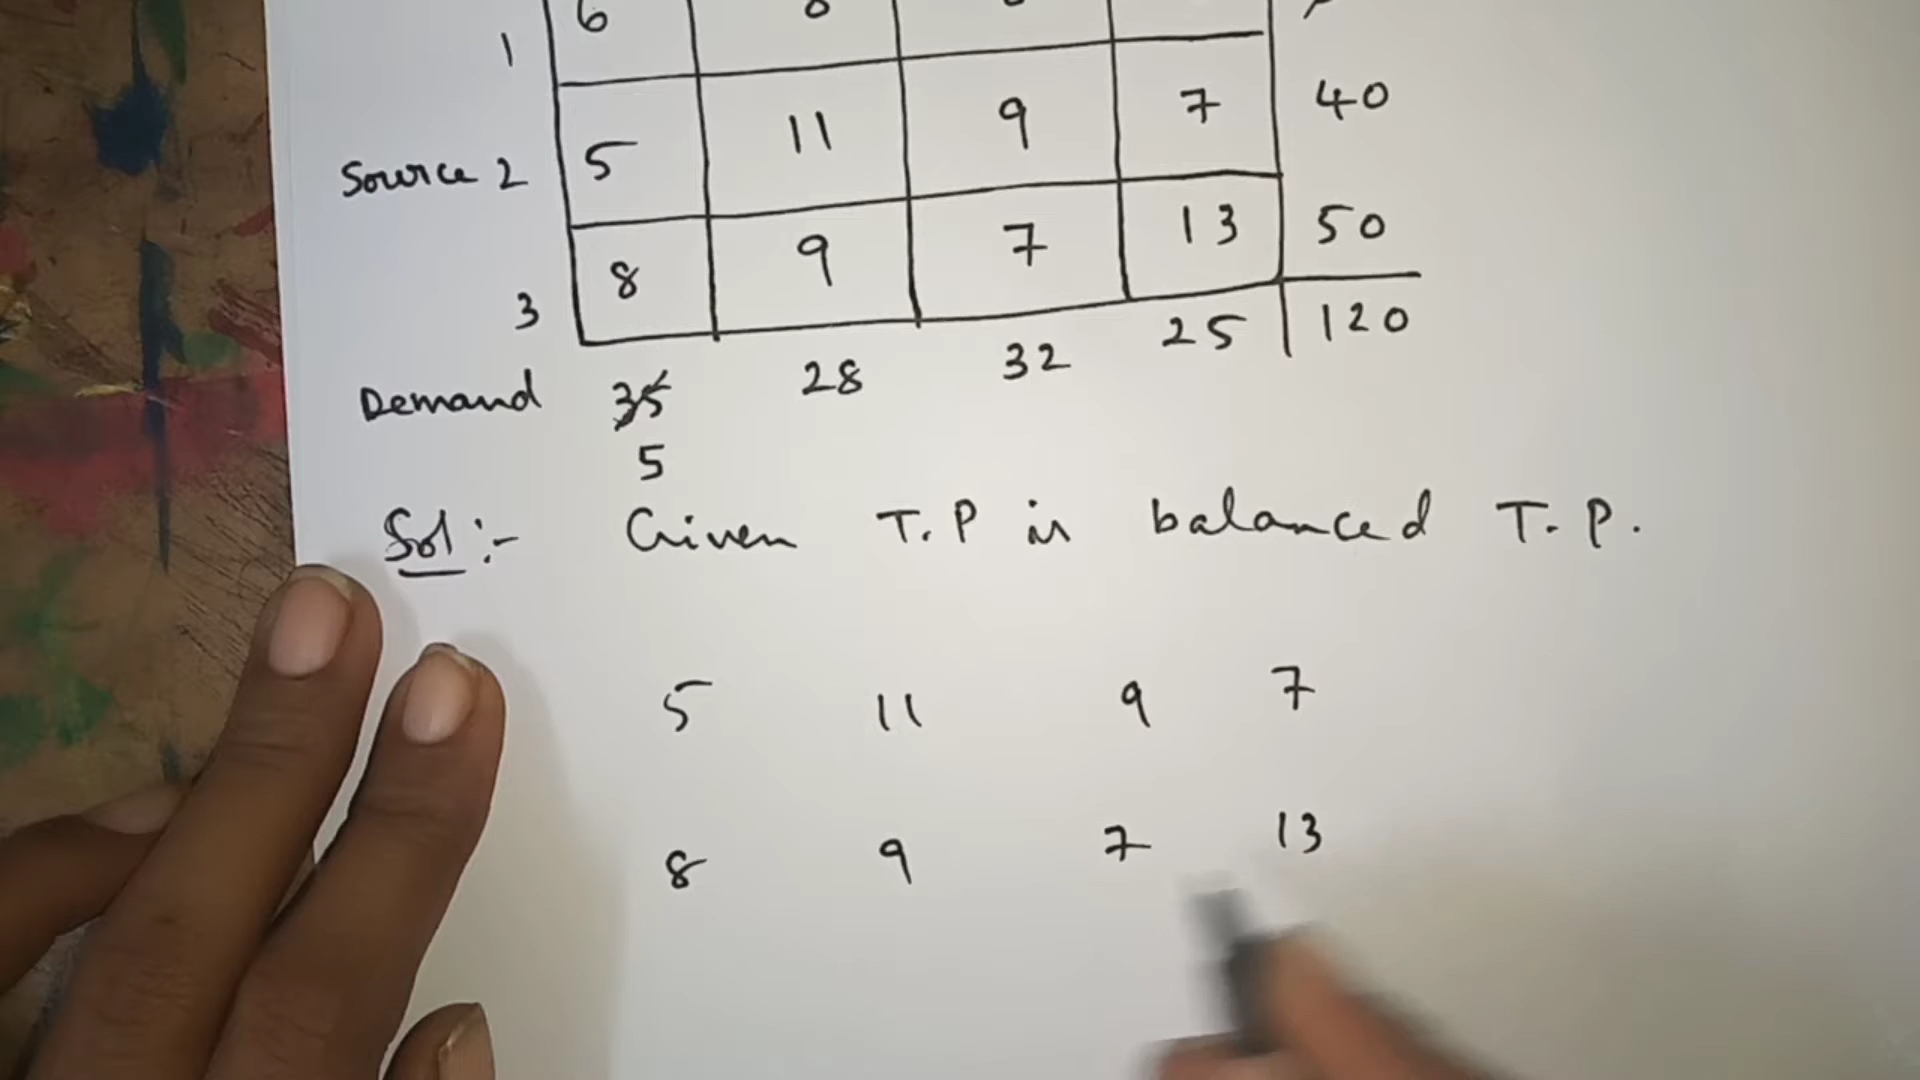 1 6
Source 2 5 11 9 7 40
3 8 9 7 13 50
Demand 35 28 32 25 120
5
Sol :- Given T.P is balanced T.P.
5 11 9 7
8 9 7 13